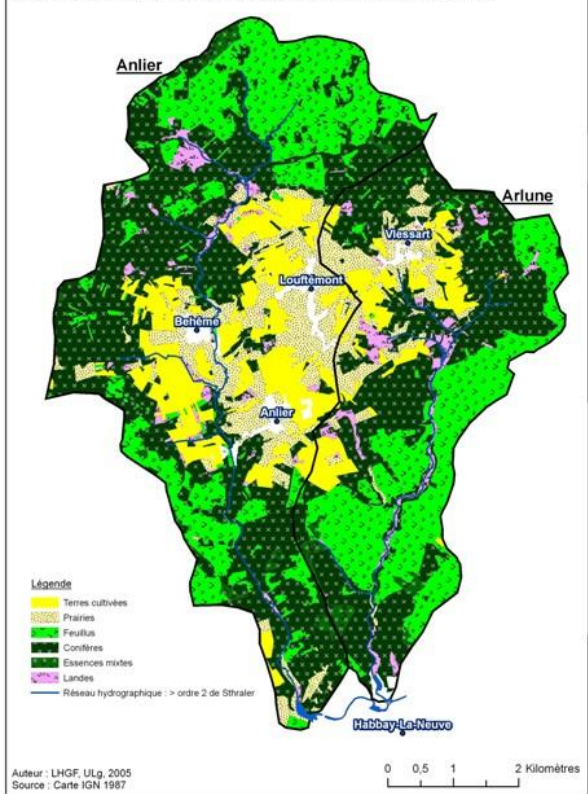 Anlier
Arlune
Vlessart
Louftémont
Behême
Anlier
Légende
Terres cultivées
Prairies
Feuillus
Conifères
Essences mixtes
Landes
Réseau hydrographique : > ordre 2 de Sthraler
Habbay-La-Neuve
Auteur : LHGF, ULg, 2005
Source : Carte IGN 1987
0 0,5 1 2 Kilomètres